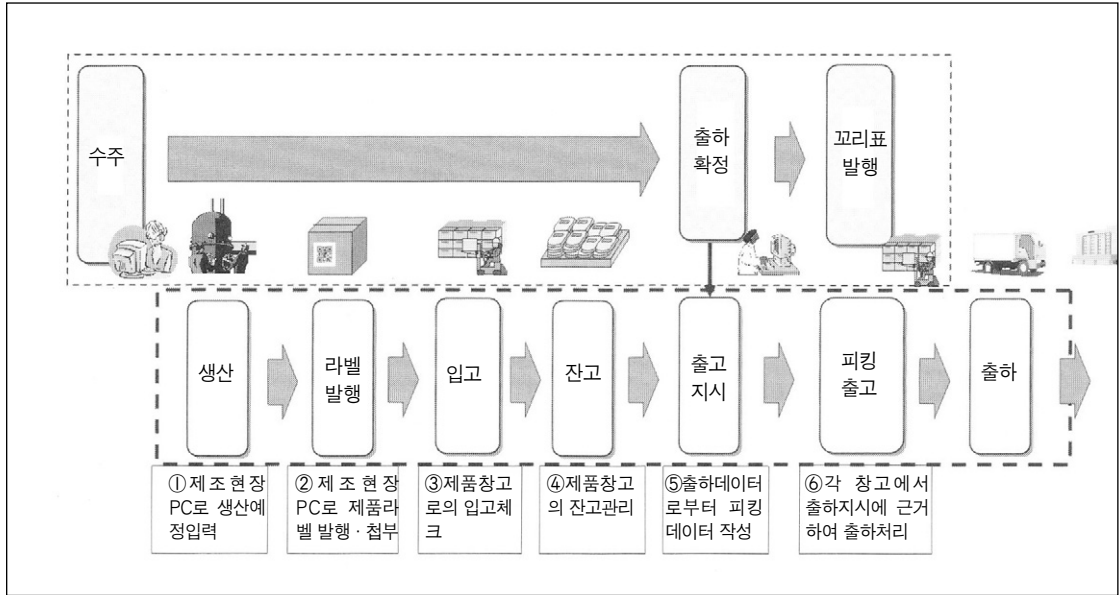 수주
출하
확정
꼬리표
발행
생산
라벨
발행
입고
잔고
출고
지시
피킹
출고
출하
①제조현장
PC로 생산예
정입력
② 제 조 현 장
PC로 제품라
벨 발행 · 첩부
③제품창고
로의 입고체
크
④제품창고
의 잔고관리
⑤출하데이터
로부터 피킹
데이터 작성
⑥각 창고에서
출하지시에 근거
하여 출하처리